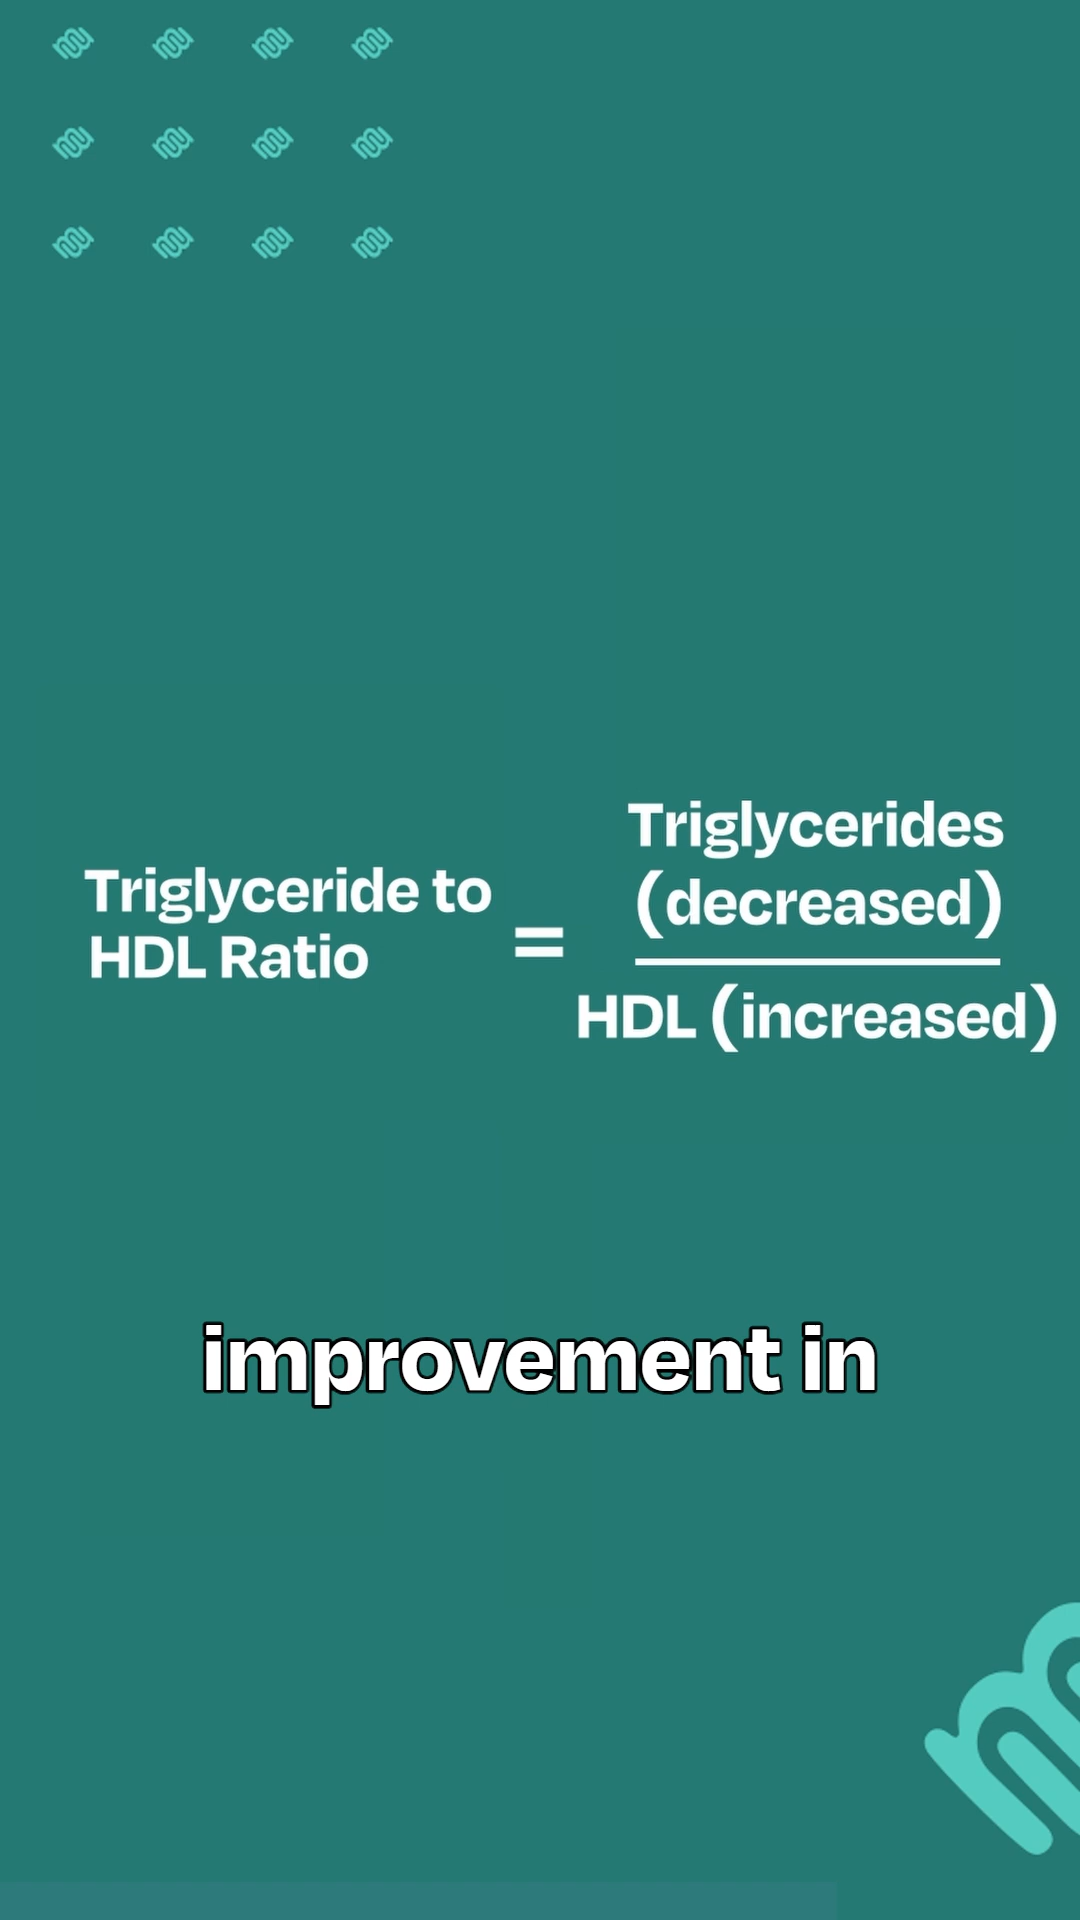 Triglyceride to
HDL Ratio
=
Triglycerides
(decreased)
HDL (increased)
improvement in